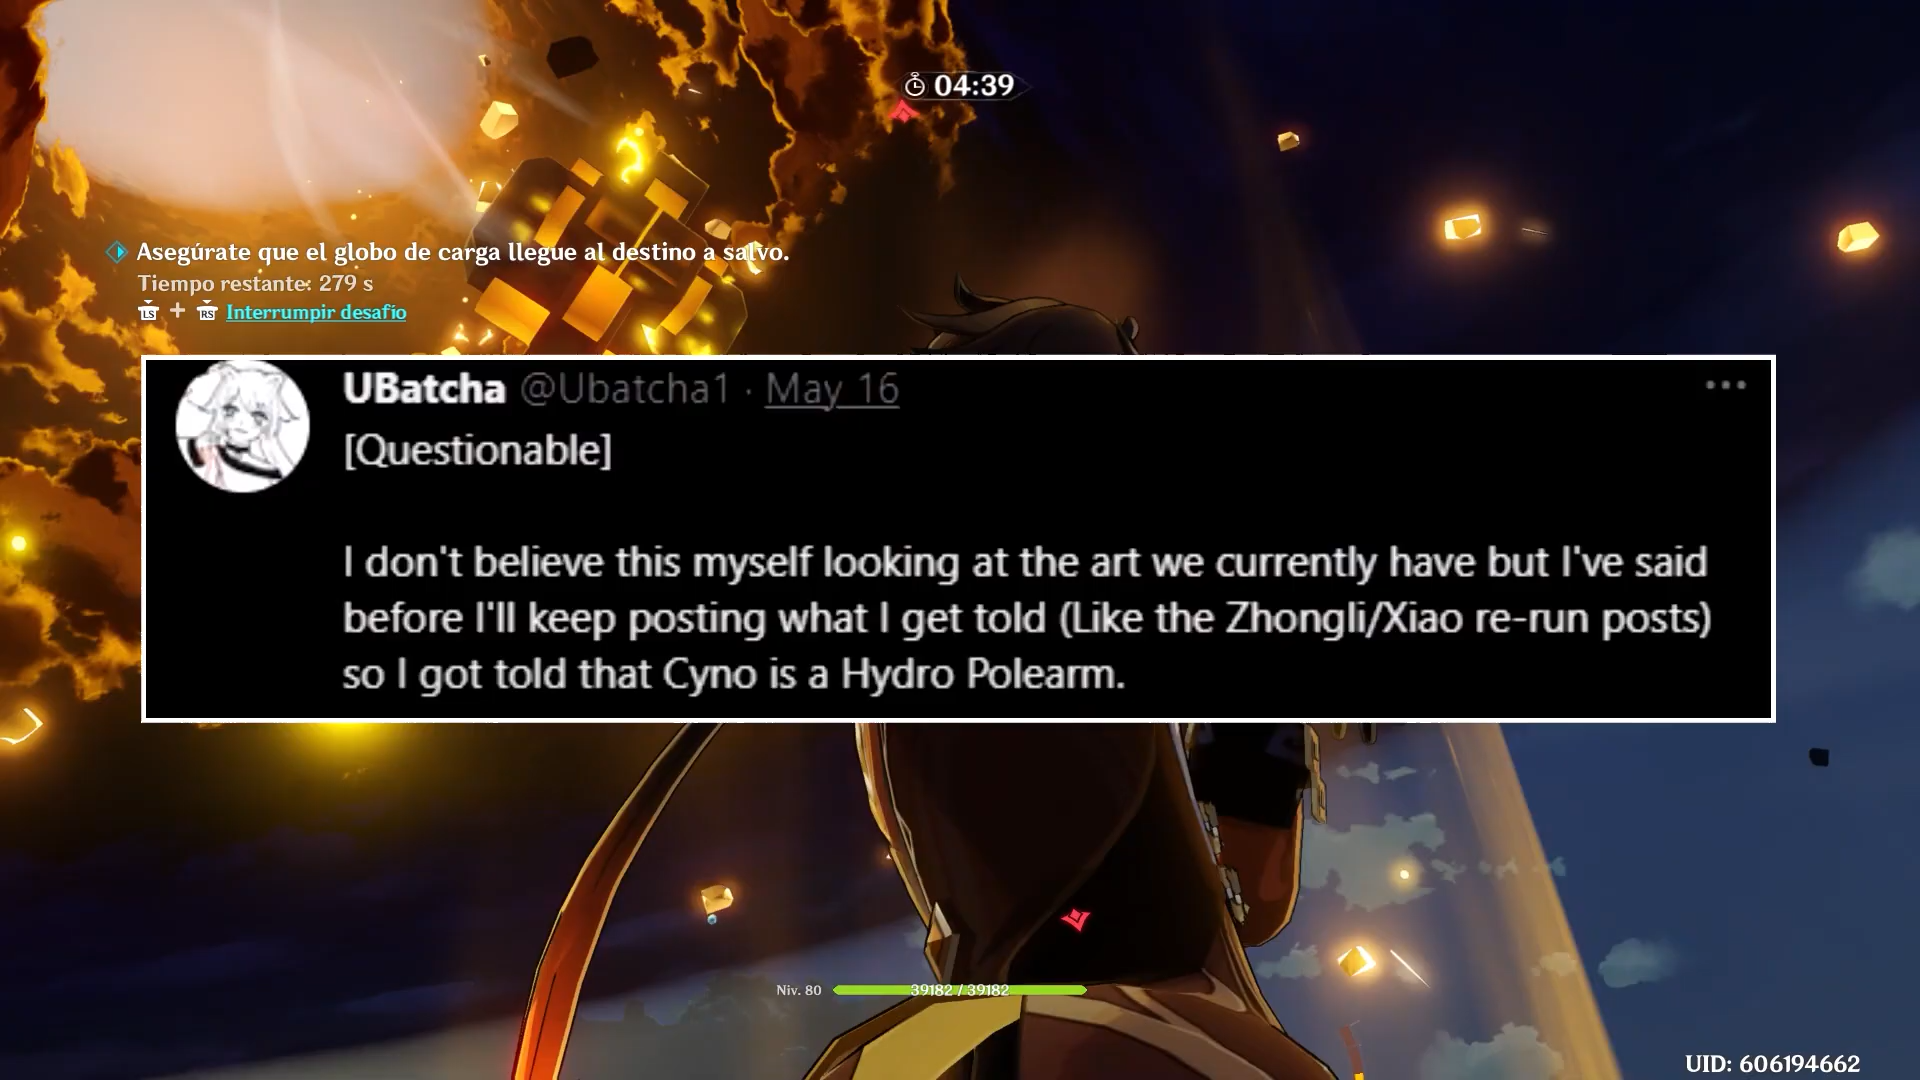 04:39
Asegúrate que el globo de carga llegue al destino a salvo.
Tiempo restante: 279 s
LS + RS Interrumpir desafío
UBatcha @Ubatcha1 · May 16
[Questionable]
I don't believe this myself looking at the art we currently have but I've said
before I'll keep posting what I get told (Like the Zhongli/Xiao re-run posts)
so I got told that Cyno is a Hydro Polearm.
Niv. 80 39182 / 39182
UID: 606194662